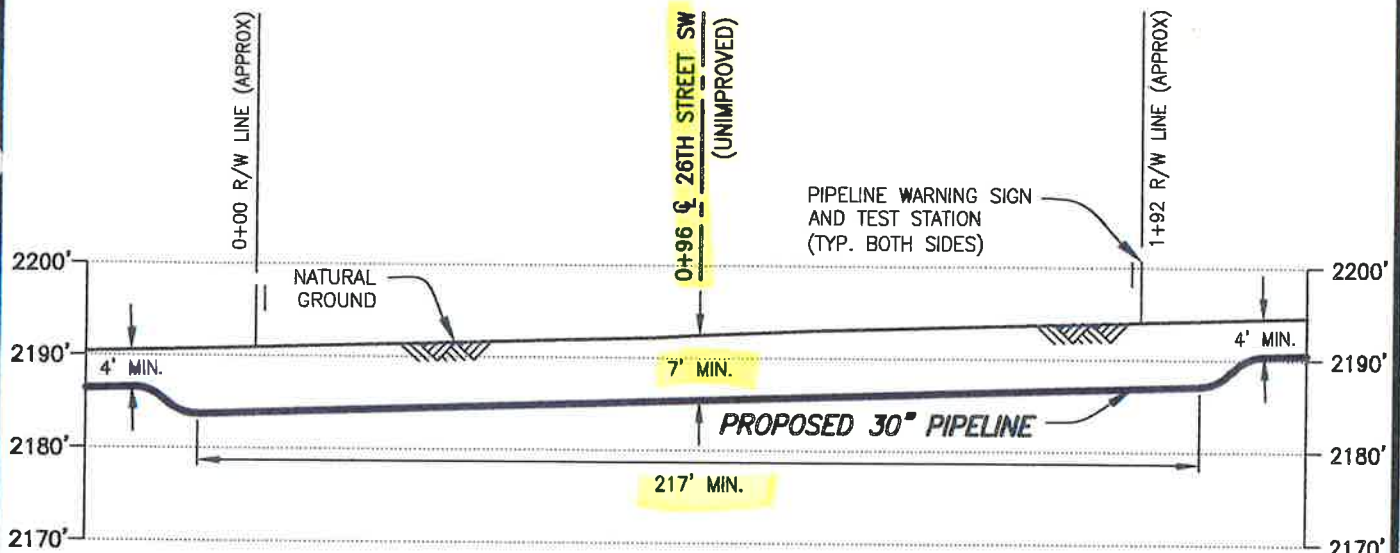 0+00 R/W LINE (APPROX)
0+96 ℄ 26TH STREET SW
(UNIMPROVED)
1+92 R/W LINE (APPROX)
PIPELINE WARNING SIGN
AND TEST STATION
(TYP. BOTH SIDES)
2200'
2200'
NATURAL
GROUND
2190'
2190'
4' MIN.
7' MIN.
4' MIN.
PROPOSED 30" PIPELINE
2180'
2180'
217' MIN.
2170'
2170'